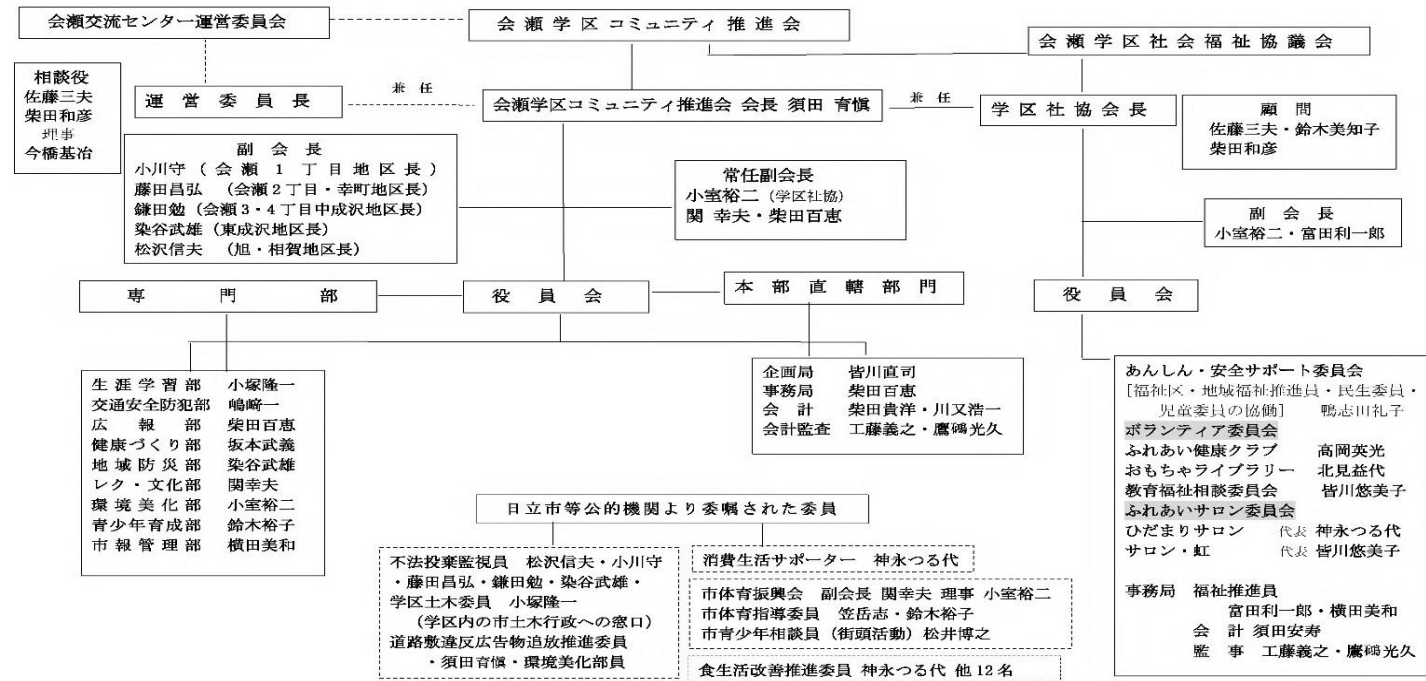 会瀬交流センター運営委員会
会瀬学区コミュニティ推進会
会瀬学区社会福祉協議会
相談役
佐藤三夫
柴田和彦
理事
今橋基冶
運営委員長
兼任
会瀬学区コミュニティ推進会 会長 須田 育愼
兼任
学区社協会長
顧問
佐藤三夫・鈴木美知子
柴田和彦
副会長
小川守(会瀬1丁目地区長)
藤田昌弘 (会瀬2丁目・幸町地区長)
鎌田勉(会瀬3・4丁目中成沢地区長)
染谷武雄(東成沢地区長)
松沢信夫 (旭・相賀地区長)
常任副会長
小室裕二(学区社協)
関 幸夫・柴田百恵
副会長
小室裕二・富田利一郎
専門部
役員会
本部直轄部門
役員会
生涯学習部 小塚隆一
交通安全防犯部 嶋﨑一
広報部 柴田百恵
健康づくり部 坂本武義
地域防災部 染谷武雄
レク・文化部 関幸夫
環境美化部 小室裕二
青少年育成部 鈴木裕子
市報管理部 横田美和
企画局 皆川直司
事務局 柴田百恵
会計 柴田貴洋・川又浩一
会計監査 工藤義之・鷹鵃光久
あんしん・安全サポート委員会
[福祉区・地域福祉推進員・民生委員・
児童委員の協働] 鴨志田礼子
ボランティア委員会
ふれあい健康クラブ 高岡英光
おもちゃライブラリー 北見益代
教育福祉相談委員会 皆川悠美子
ふれあいサロン委員会
ひだまりサロン 代表 神永つる代
サロン・虹 代表 皆川悠美子
事務局 福祉推進員
富田利一郎・横田美和
会計 須田安寿
監事 工藤義之・鷹鵃光久
日立市等公的機関より委嘱された委員
不法投棄監視員 松沢信夫・小川守
・藤田昌弘・鎌田勉・染谷武雄・
学区土木委員 小塚隆一
(学区内の市土木行政への窓口)
道路敷違反広告物追放推進委員
・須田育愼・環境美化部員
消費生活サポーター 神永つる代
市体育振興会 副会長 関幸夫 理事 小室裕二
市体育指導委員 笠岳志・鈴木裕子
市青少年相談員(街頭活動)松井博之
食生活改善推進委員 神永つる代 他12名